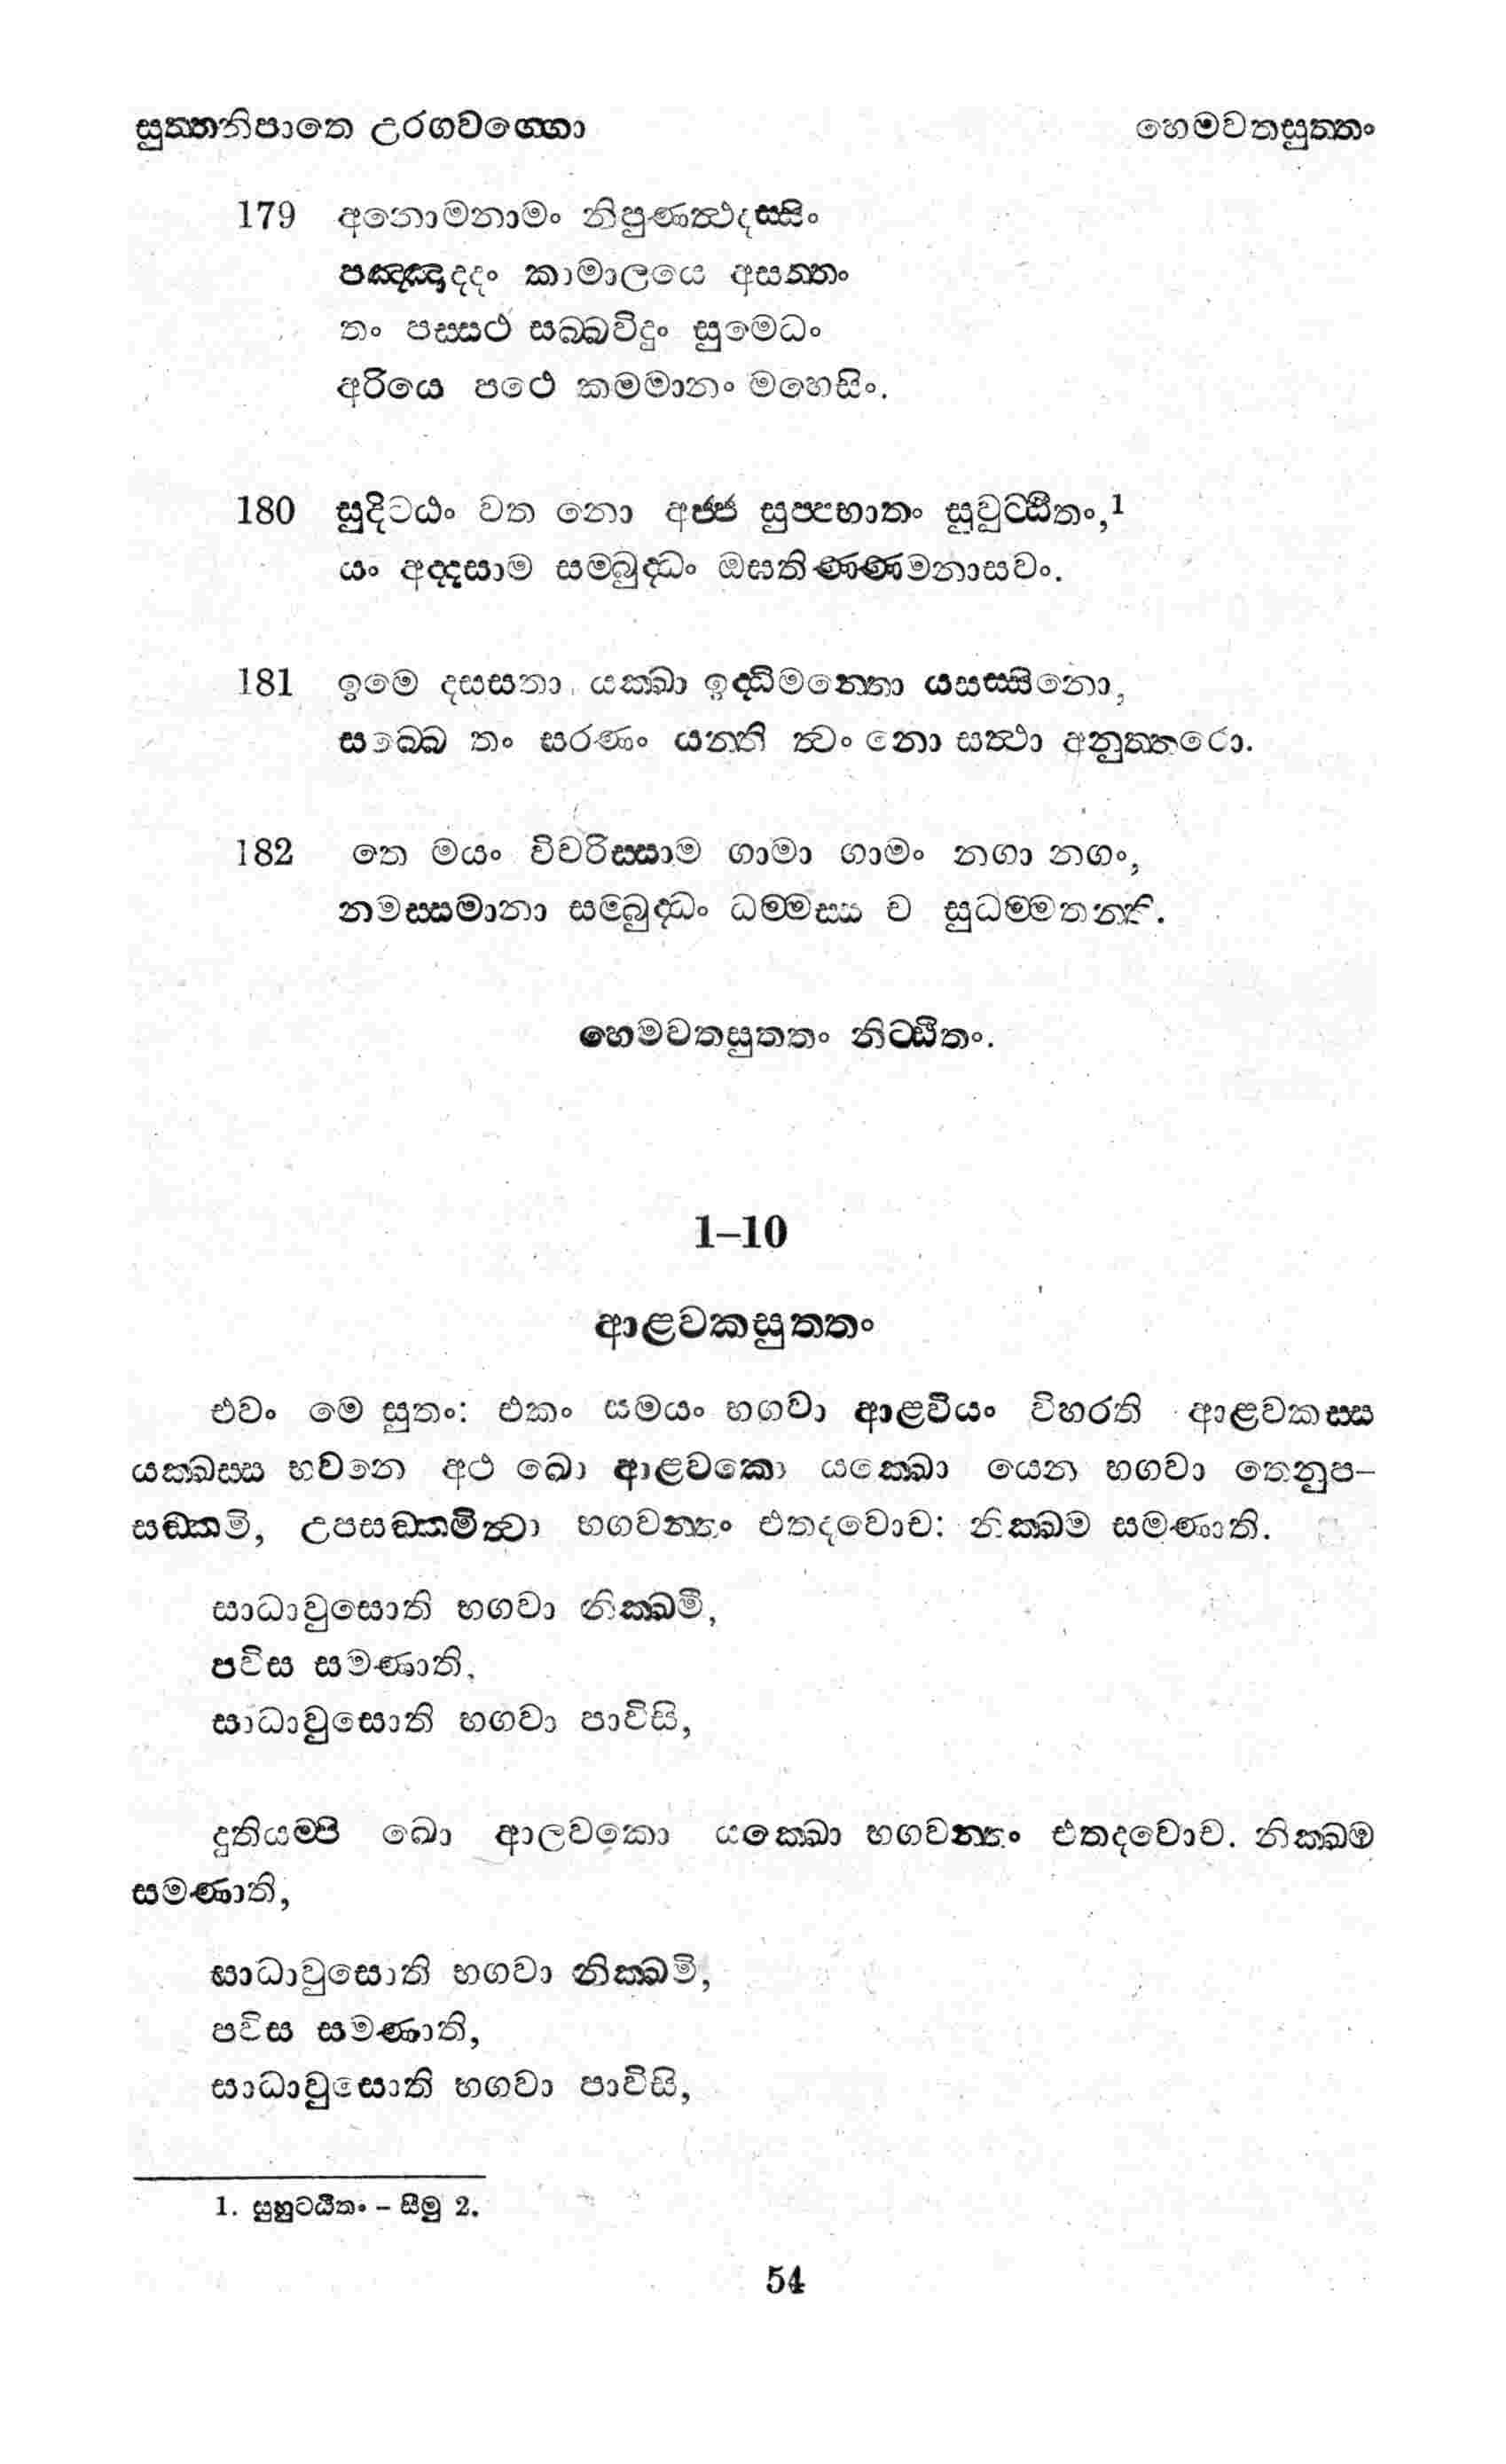 සුත්තනිපාතෙ උරගවග්ගො හෙමවතසුත්තං
179 අනොමනාමං නිපුණත්ථදස්සිං
පඤ්ඤාදදං කාමාලයෙ අසත්තං
තං පස්සථ සබ්බවිදුං සුමෙධං
අරියෙ පථෙ කමමානං මහෙසිං.
180 සුදිට්ඨං වත නො අජ්ජ සුප්පභාතං සුවුට්ඨිතං,1
යං අද්දසාම සම්බුද්ධං ඔඝතිණ්ණමනාසවං.
181 ඉමෙ දසසතා යක්ඛා ඉද්ධිමන්තො යසස්සිනො,
සබ්බෙ තං සරණං යන්ති ත්වං නො සත්ථා අනුත්තරො.
182 තෙ මයං විචරිස්සාම ගාමා ගාමං නගා නගං,
නමස්සමානා සම්බුද්ධං ධම්මස්ස ච සුධම්මතන්ති.
හෙමවතසුත්තං නිට්ඨිතං.
1–10
ආළවකසුත්තං
එවං මෙ සුතං: එකං සමයං භගවා ආළවියං විහරති ආළවකස්ස
යක්ඛස්ස භවනෙ අථ ඛො ආළවකො යක්ඛො යෙන භගවා තෙනුප–
සඞ්කමි, උපසඞ්කමිත්වා භගවන්තං එතදවොච: නික්ඛම සමණාති.
සාධාවුසොති භගවා නික්ඛමි,
පවිස සමණාති,
සාධාවුසොති භගවා පාවිසි,
දුතියම්පි ඛො ආලවකො යක්ඛො භගවන්තං එතදවොච. නික්ඛම
සමණාති,
සාධාවුසොති භගවා නික්ඛමි,
පවිස සමණාති,
සාධාවුසොති භගවා පාවිසි,
1. සුහුට්ඨිතං – සීමු 2.
54